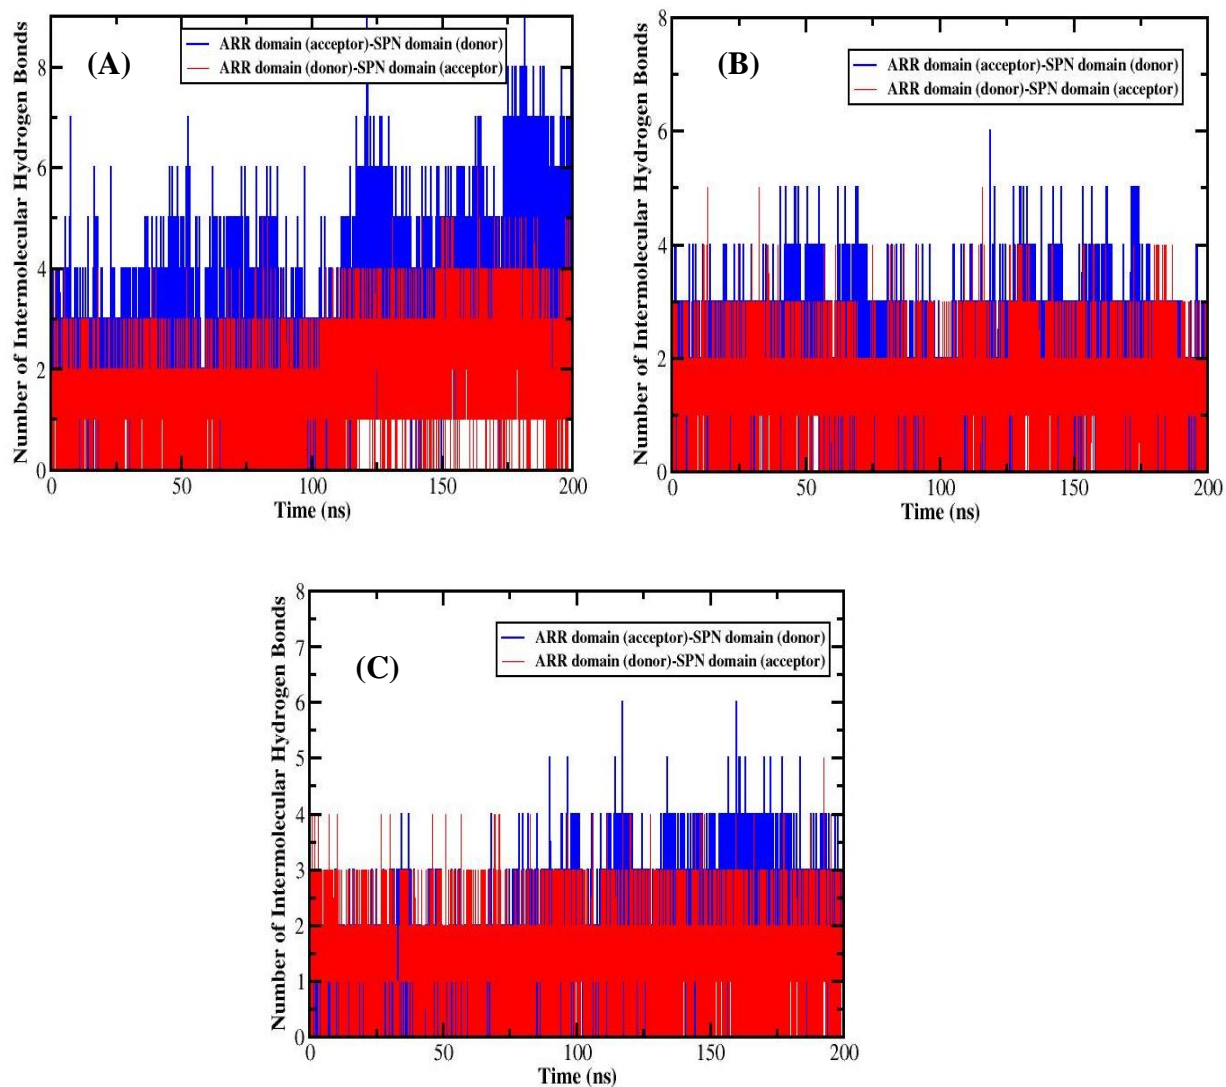 (A)
ARR domain (acceptor)-SPN domain (donor)
ARR domain (donor)-SPN domain (acceptor)
Number of Intermolecular Hydrogen Bonds
8
6
4
2
0
0 50 100 150 200
Time (ns)
(B)
ARR domain (acceptor)-SPN domain (donor)
ARR domain (donor)-SPN domain (acceptor)
Number of Intermolecular Hydrogen Bonds
8
6
4
2
0
0 50 100 150 200
Time (ns)
(C)
ARR domain (acceptor)-SPN domain (donor)
ARR domain (donor)-SPN domain (acceptor)
Number of Intermolecular Hydrogen Bonds
8
7
6
5
4
3
2
1
0
0 50 100 150 200
Time (ns)